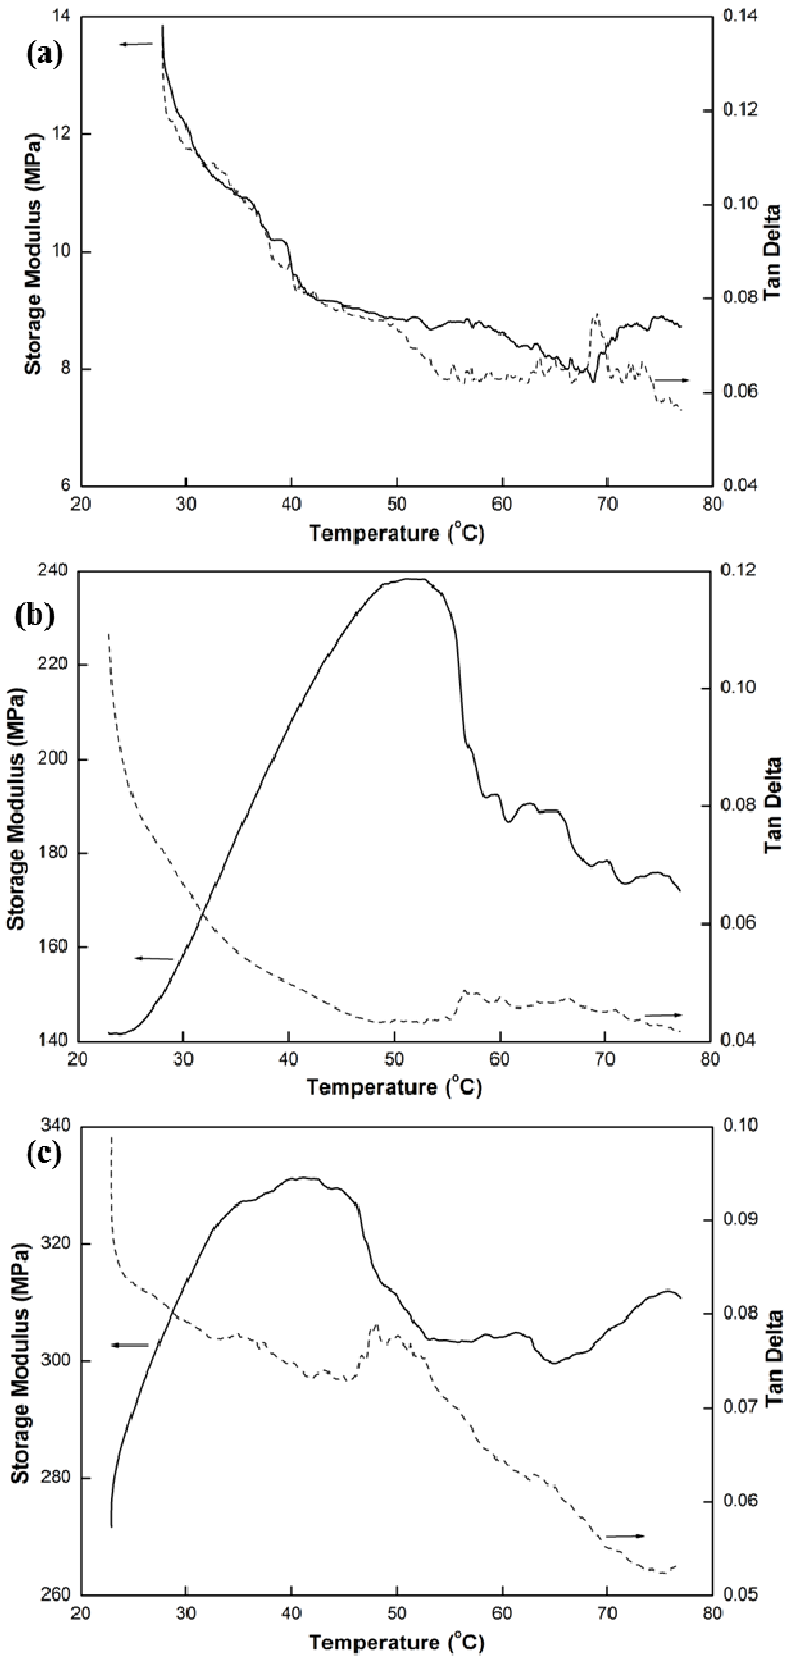 (a)
14
12
10
8
6
Storage Modulus (MPa)
0.14
0.12
0.10
0.08
0.06
0.04
Tan Delta
20 30 40 50 60 70 80
Temperature (°C)
(b)
240
220
200
180
160
140
Storage Modulus (MPa)
0.12
0.10
0.08
0.06
0.04
Tan Delta
20 30 40 50 60 70 80
Temperature (°C)
(c)
340
320
300
280
260
Storage Modulus (MPa)
0.10
0.09
0.08
0.07
0.06
0.05
Tan Delta
20 30 40 50 60 70 80
Temperature (°C)